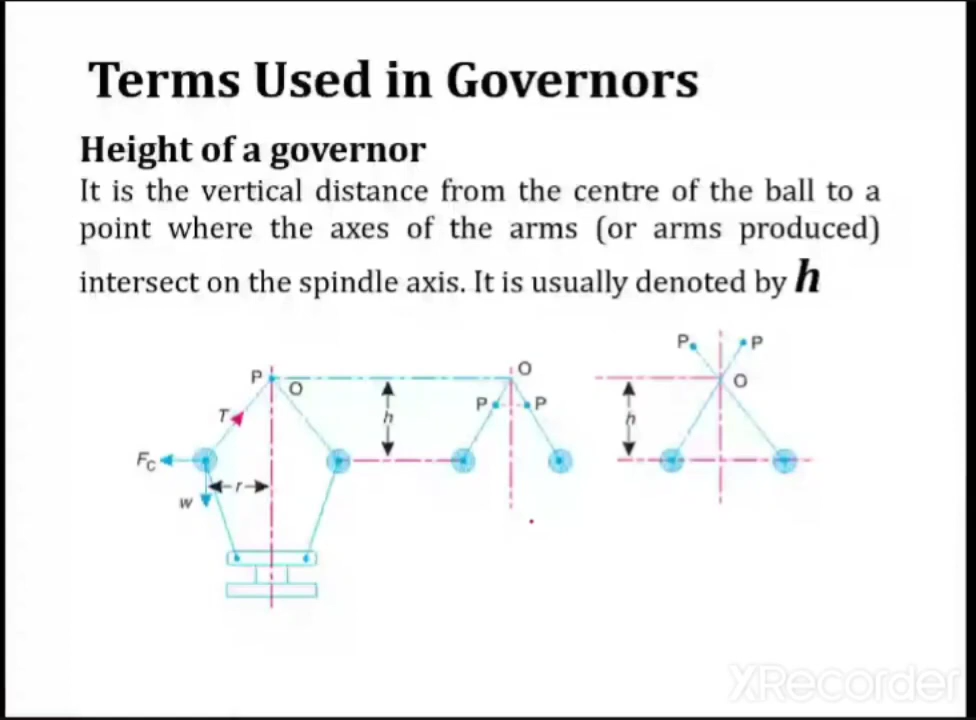 Terms Used in Governors
Height of a governor
It is the vertical distance from the centre of the ball to a
point where the axes of the arms (or arms produced)
intersect on the spindle axis. It is usually denoted by h
P O
T
h
Fc
r
w
O
P P
P P
O
h
XRecorder